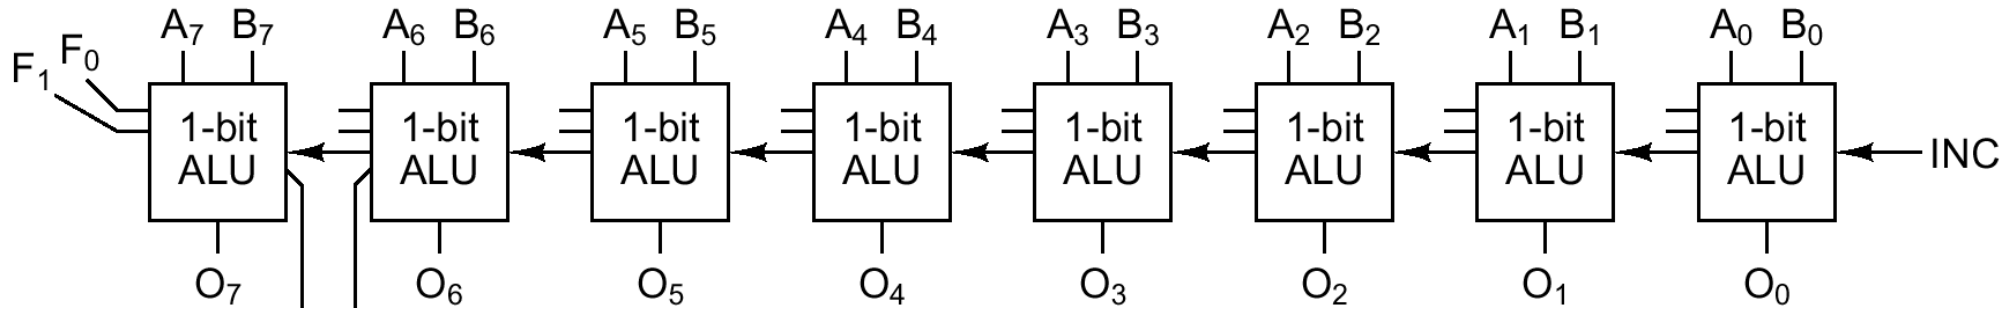 A7 B7 A6 B6 A5 B5 A4 B4 A3 B3 A2 B2 A1 B1 A0 B0
F1 F0
1-bit ALU 1-bit ALU 1-bit ALU 1-bit ALU 1-bit ALU 1-bit ALU 1-bit ALU 1-bit ALU INC
O7 O6 O5 O4 O3 O2 O1 O0